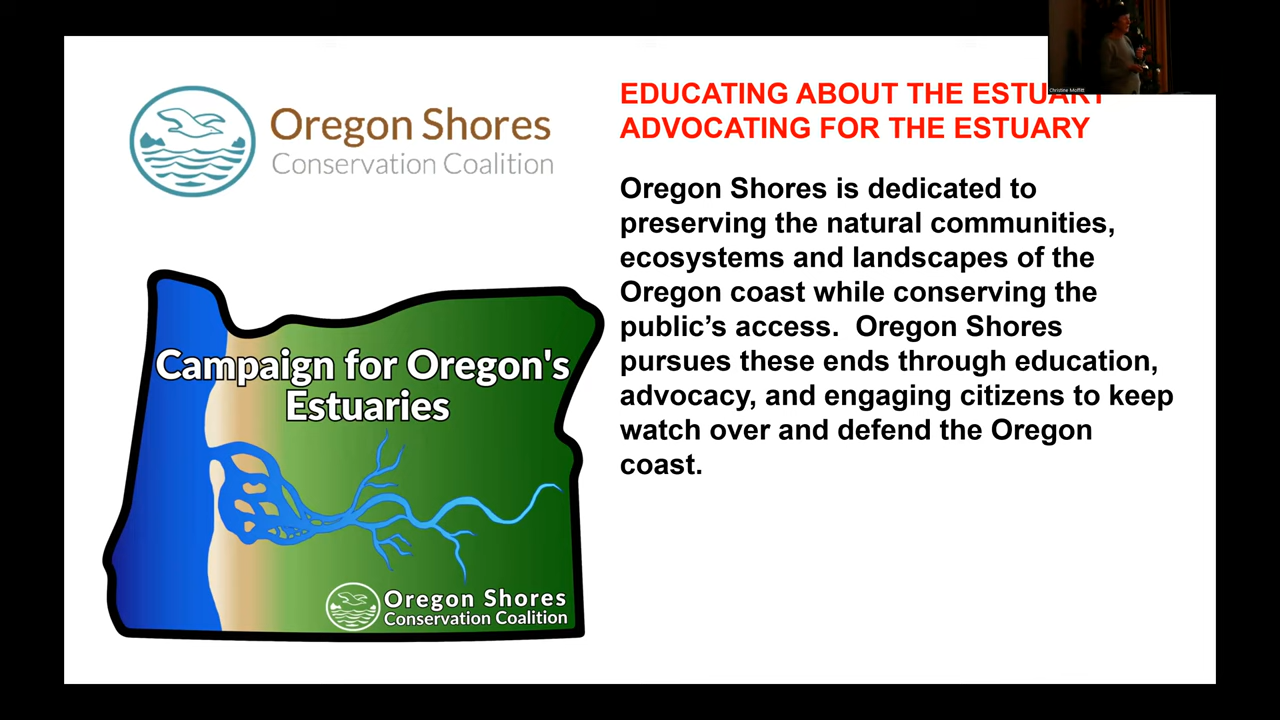 Oregon Shores
Conservation Coalition
Campaign for Oregon's
Estuaries
Oregon Shores
Conservation Coalition
EDUCATING ABOUT THE ESTUARY
ADVOCATING FOR THE ESTUARY
Oregon Shores is dedicated to
preserving the natural communities,
ecosystems and landscapes of the
Oregon coast while conserving the
public’s access.  Oregon Shores
pursues these ends through education,
advocacy, and engaging citizens to keep
watch over and defend the Oregon
coast.
Christine Moffitt